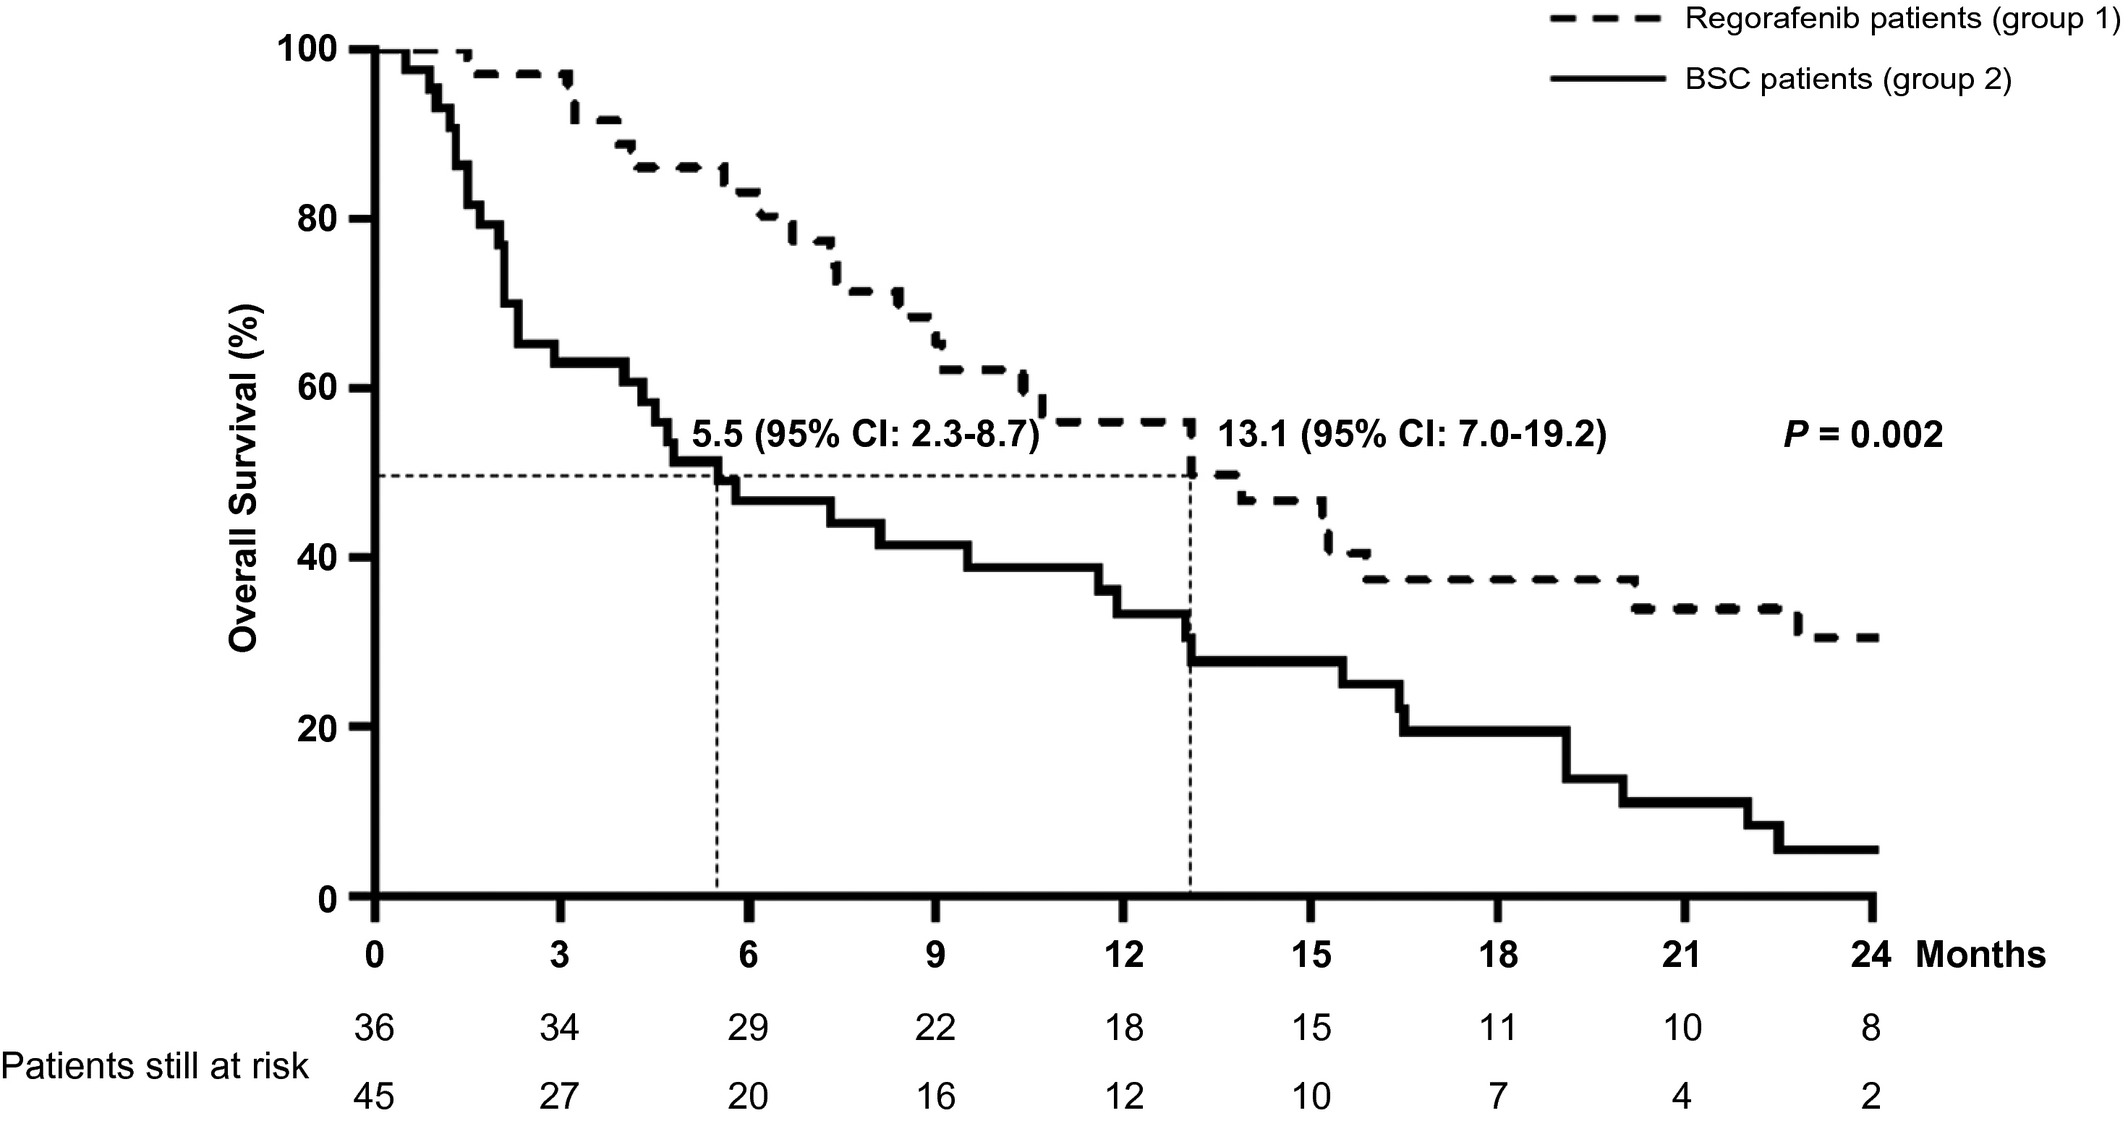 Regorafenib patients (group 1)
BSC patients (group 2)
Overall Survival (%)
100
80
60
40
20
0
5.5 (95% CI: 2.3-8.7)
13.1 (95% CI: 7.0-19.2)
P = 0.002
0 3 6 9 12 15 18 21 24 Months
36 34 29 22 18 15 11 10 8
Patients still at risk
45 27 20 16 12 10 7 4 2